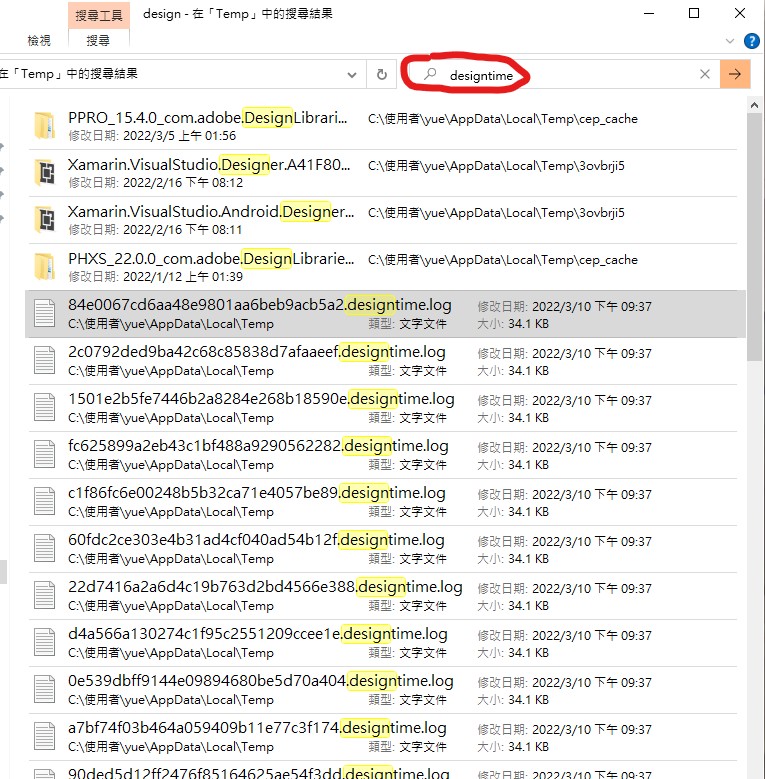 搜尋工具
design - 在「Temp」中的搜尋結果
檢視
搜尋
在「Temp」中的搜尋結果
designtime
PPRO_15.4.0_com.adobe.DesignLibrari...
C:\使用者\yue\AppData\Local\Temp\cep_cache
修改日期: 2022/3/5 上午 01:56
Xamarin.VisualStudio.Designer.A41F80...
C:\使用者\yue\AppData\Local\Temp\3ovbrji5
修改日期: 2022/2/16 下午 08:12
Xamarin.VisualStudio.Android.Designer...
C:\使用者\yue\AppData\Local\Temp\3ovbrji5
修改日期: 2022/2/16 下午 08:11
PHXS_22.0.0_com.adobe.DesignLibrarie...
C:\使用者\yue\AppData\Local\Temp\cep_cache
修改日期: 2022/1/12 上午 01:39
84e0067cd6aa48e9801aa6beb9acb5a2.designtime.log
修改日期: 2022/3/10 下午 09:37
C:\使用者\yue\AppData\Local\Temp
類型: 文字文件
大小: 34.1 KB
2c0792ded9ba42c68c85838d7afaaeef.designtime.log
修改日期: 2022/3/10 下午 09:37
C:\使用者\yue\AppData\Local\Temp
類型: 文字文件
大小: 34.1 KB
1501e2b5fe7446b2a8284e268b18590e.designtime.log
修改日期: 2022/3/10 下午 09:37
C:\使用者\yue\AppData\Local\Temp
類型: 文字文件
大小: 34.1 KB
fc625899a2eb43c1bf488a9290562282.designtime.log
修改日期: 2022/3/10 下午 09:37
C:\使用者\yue\AppData\Local\Temp
類型: 文字文件
大小: 34.1 KB
c1f86fc6e00248b5b32ca71e4057be89.designtime.log
修改日期: 2022/3/10 下午 09:37
C:\使用者\yue\AppData\Local\Temp
類型: 文字文件
大小: 34.1 KB
60fdc2ce303e4b31ad4cf040ad54b12f.designtime.log
修改日期: 2022/3/10 下午 09:37
C:\使用者\yue\AppData\Local\Temp
類型: 文字文件
大小: 34.1 KB
22d7416a2a6d4c19b763d2bd4566e388.designtime.log
修改日期: 2022/3/10 下午 09:37
C:\使用者\yue\AppData\Local\Temp
類型: 文字文件
大小: 34.1 KB
d4a566a130274c1f95c2551209ccee1e.designtime.log
修改日期: 2022/3/10 下午 09:37
C:\使用者\yue\AppData\Local\Temp
類型: 文字文件
大小: 34.1 KB
0e539dbff9144e09894680be5d70a404.designtime.log
修改日期: 2022/3/10 下午 09:37
C:\使用者\yue\AppData\Local\Temp
類型: 文字文件
大小: 34.1 KB
a7bf74f03b464a059409b11e77c3f174.designtime.log
修改日期: 2022/3/10 下午 09:37
C:\使用者\yue\AppData\Local\Temp
類型: 文字文件
大小: 34.1 KB
90ded5d12ff2476f85164625ae54f3dd.designtime.log
修改日期: 2022/3/10 下午 09:37